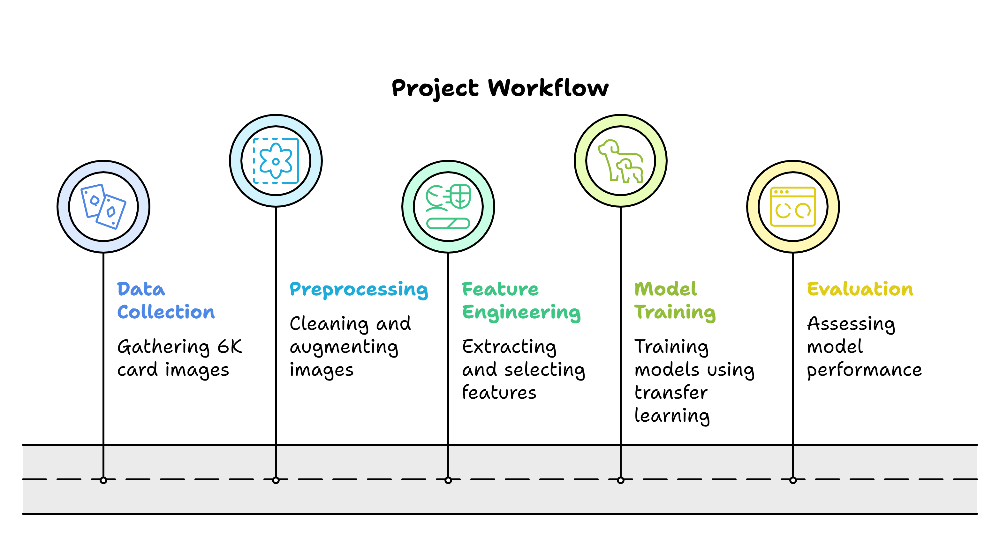 Project Workflow
Data
Collection
Gathering 6K
card images
Preprocessing
Cleaning and
augmenting
images
Feature
Engineering
Extracting
and selecting
features
Model
Training
Training
models using
transfer
learning
Evaluation
Assessing
model
performance